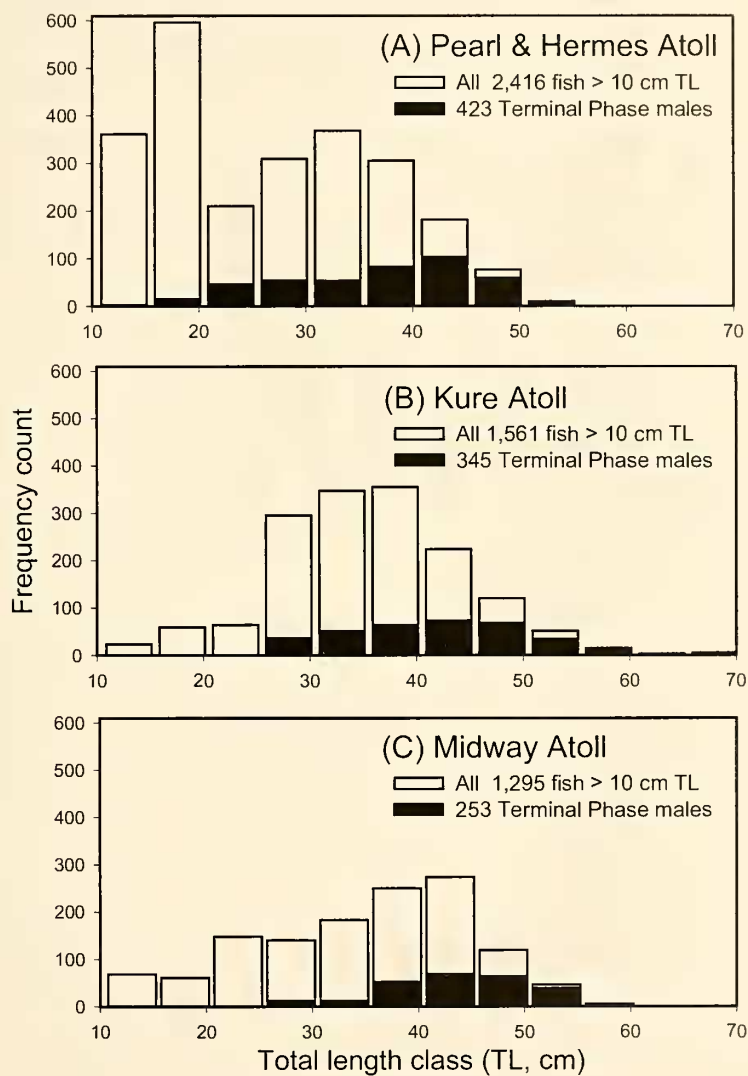 (A) Pearl & Hermes Atoll
All 2,416 fish > 10 cm TL
423 Terminal Phase males
600
500
400
300
200
100
0
10 20 30 40 50 60 70
(B) Kure Atoll
All 1,561 fish > 10 cm TL
345 Terminal Phase males
600
500
400
300
200
100
0
10 20 30 40 50 60 70
Frequency count
(C) Midway Atoll
All 1,295 fish > 10 cm TL
253 Terminal Phase males
600
500
400
300
200
100
0
10 20 30 40 50 60 70
Total length class (TL, cm)